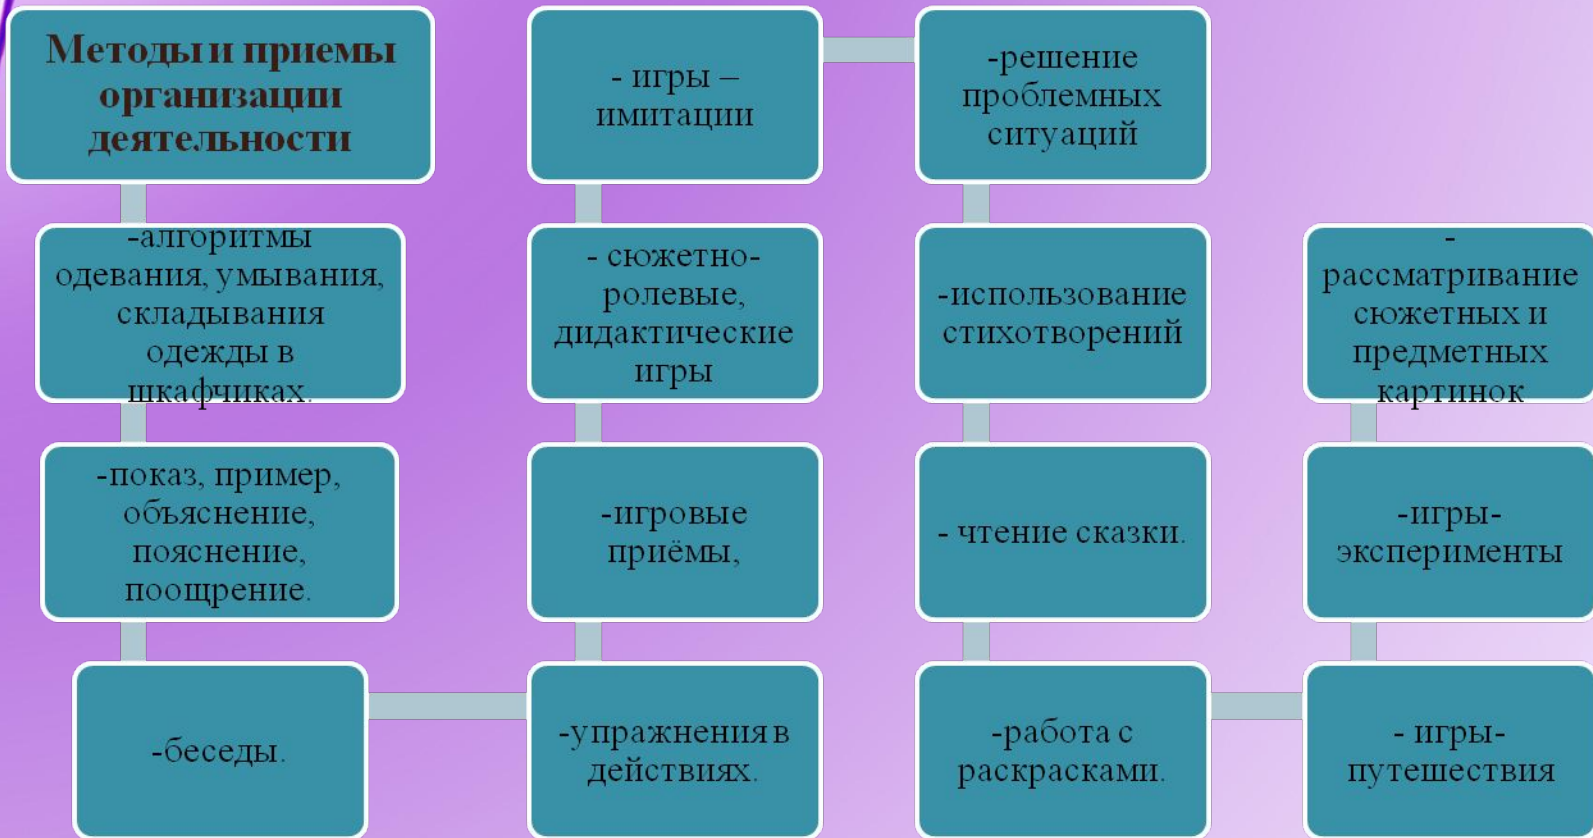 Методы и приемы
организации
деятельности
-алгоритмы
одевания, умывания,
складывания
одежды в
шкафчиках.
-показ, пример,
объяснение,
пояснение,
поощрение.
-беседы.
-упражнения в
действиях.
-игровые
приёмы,
- сюжетно-
ролевые,
дидактические
игры
- игры –
имитации
-решение
проблемных
ситуаций
-использование
стихотворений
- чтение сказки.
-работа с
раскрасками.
- игры-
путешествия
-игры-
эксперименты
-
рассматривание
сюжетных и
предметных
картинок